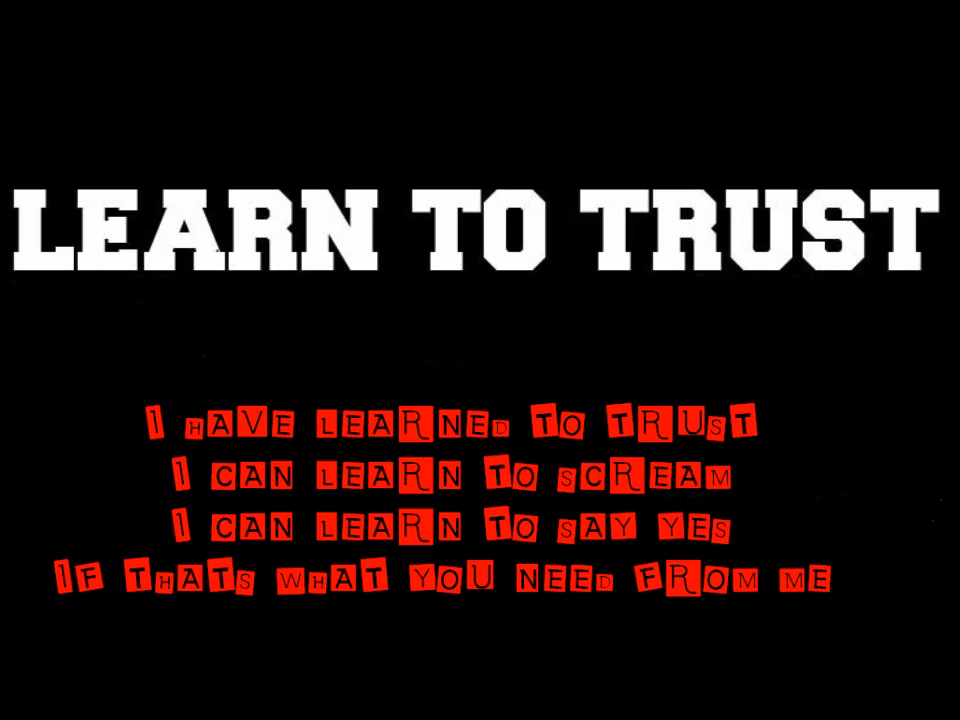 LEARN TO TRUST
I HAVE LEARNED TO TRUST
I CAN LEARN TO SCREAM
I CAN LEARN TO SAY YES
IF THATS WHAT YOU NEED FROM ME